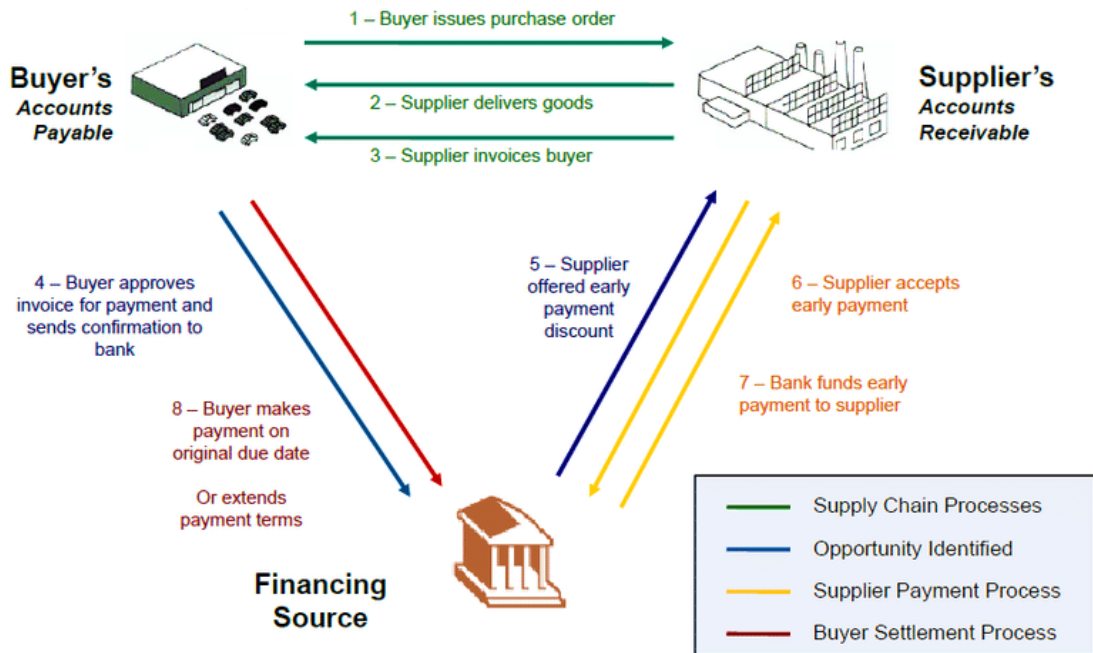 1 – Buyer issues purchase order
Buyer's
Accounts
Payable
Supplier's
Accounts
Receivable
2 – Supplier delivers goods
3 – Supplier invoices buyer
4 – Buyer approves
invoice for payment and
sends confirmation to
bank
5 – Supplier
offered early
payment
discount
6 – Supplier accepts
early payment
7 – Bank funds early
payment to supplier
8 – Buyer makes
payment on
original due date
Or extends
payment terms
Financing
Source
Supply Chain Processes
Opportunity Identified
Supplier Payment Process
Buyer Settlement Process